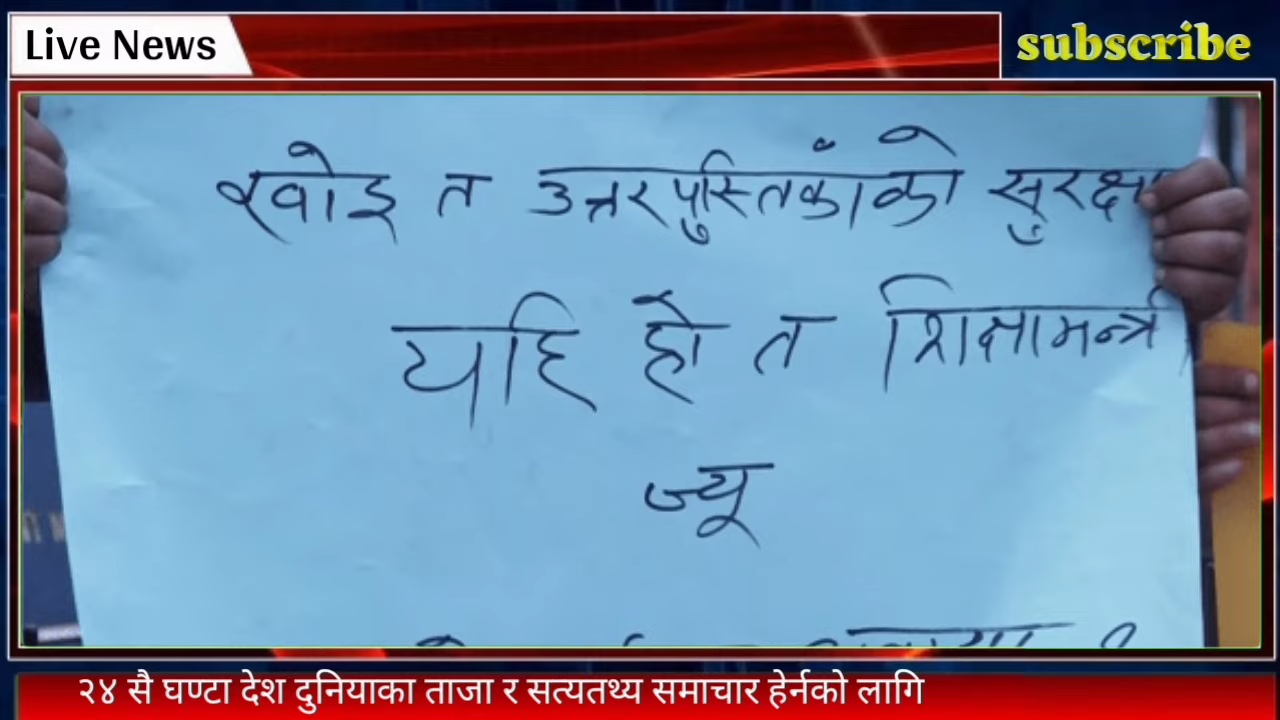 Live News
subscribe
खोइ त उत्तरपुस्तिकाँको सुरक्षा
यहि हो त शिक्षामन्त्री
ज्यू
२४ सै घण्टा देश दुनियाका ताजा र सत्यतथ्य समाचार हेर्नको लागि